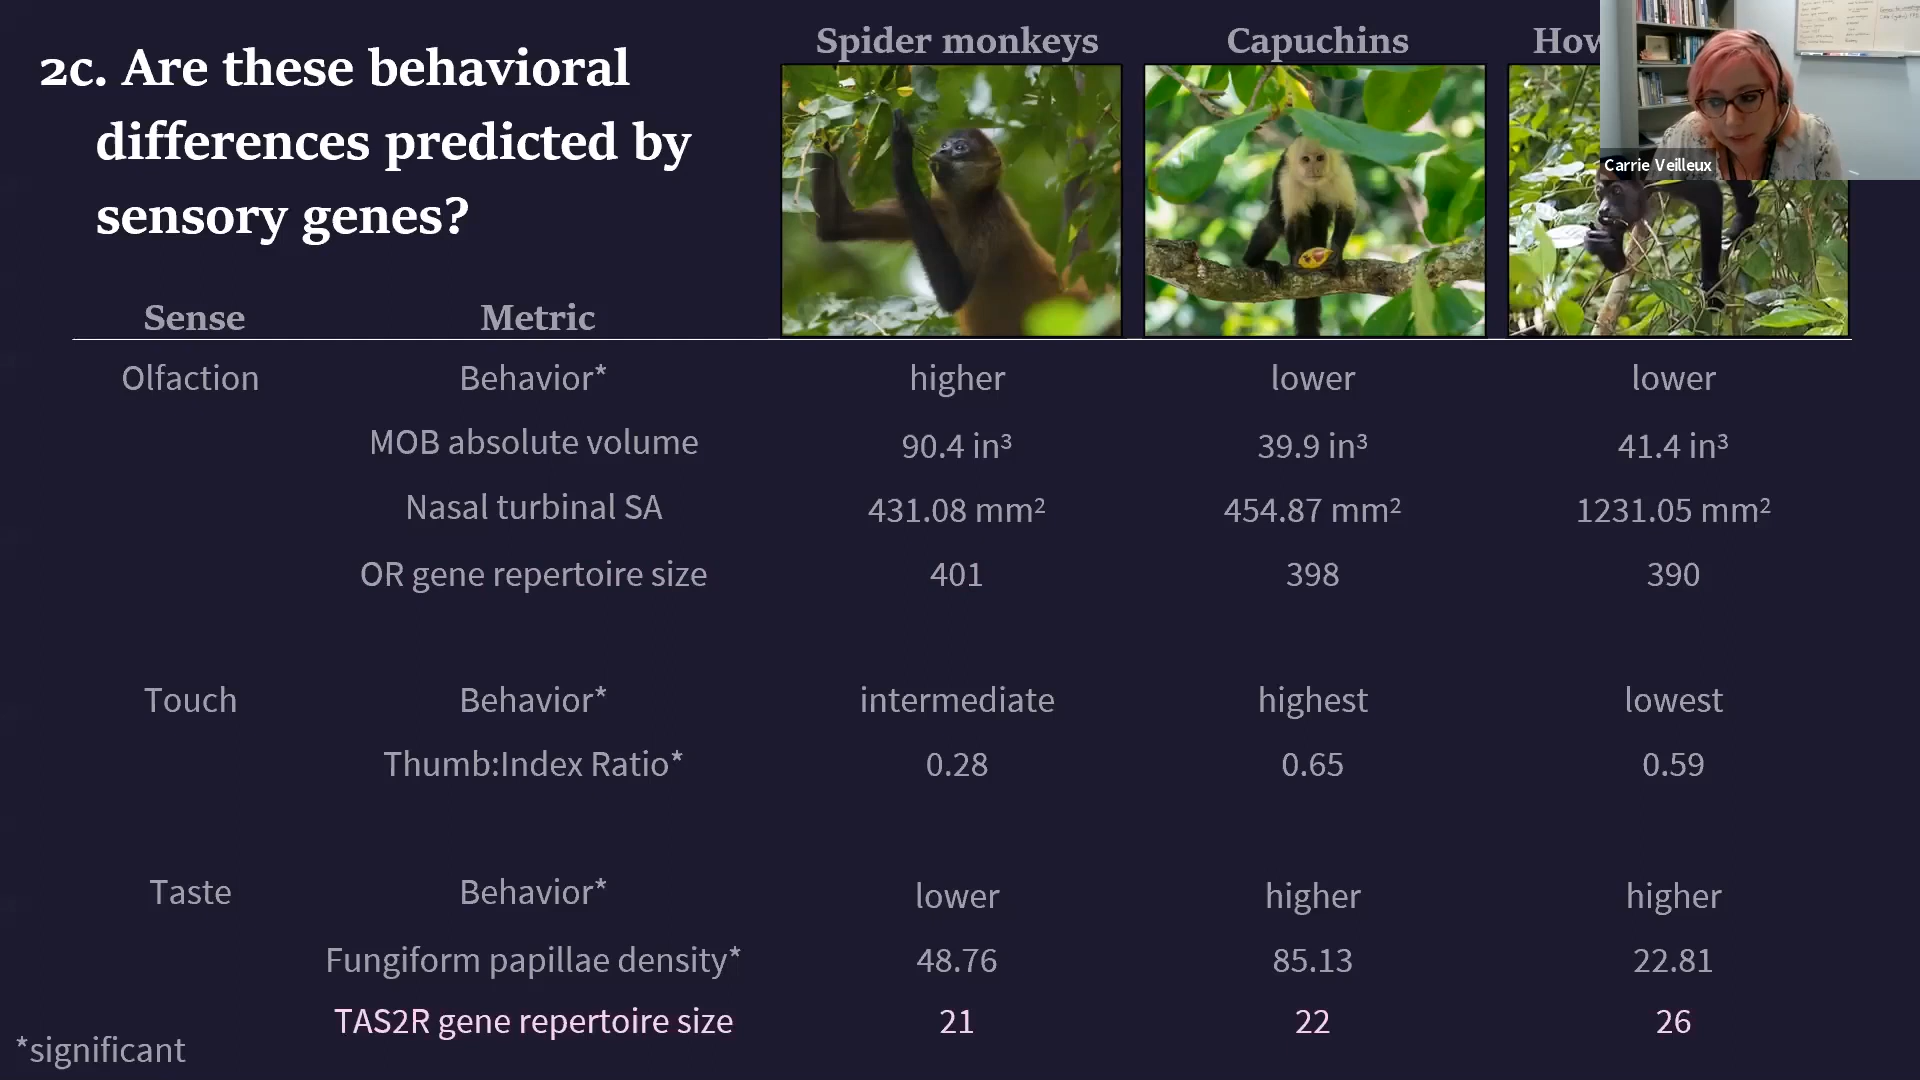 2c. Are these behavioral
differences predicted by
sensory genes?
Spider monkeys
Capuchins
Carrie Veilleux
Sense Metric
Olfaction Behavior* higher lower lower
MOB absolute volume 90.4 in³ 39.9 in³ 41.4 in³
Nasal turbinal SA 431.08 mm² 454.87 mm² 1231.05 mm²
OR gene repertoire size 401 398 390
Touch Behavior* intermediate highest lowest
Thumb:Index Ratio* 0.28 0.65 0.59
Taste Behavior* lower higher higher
Fungiform papillae density* 48.76 85.13 22.81
TAS2R gene repertoire size 21 22 26
*significant